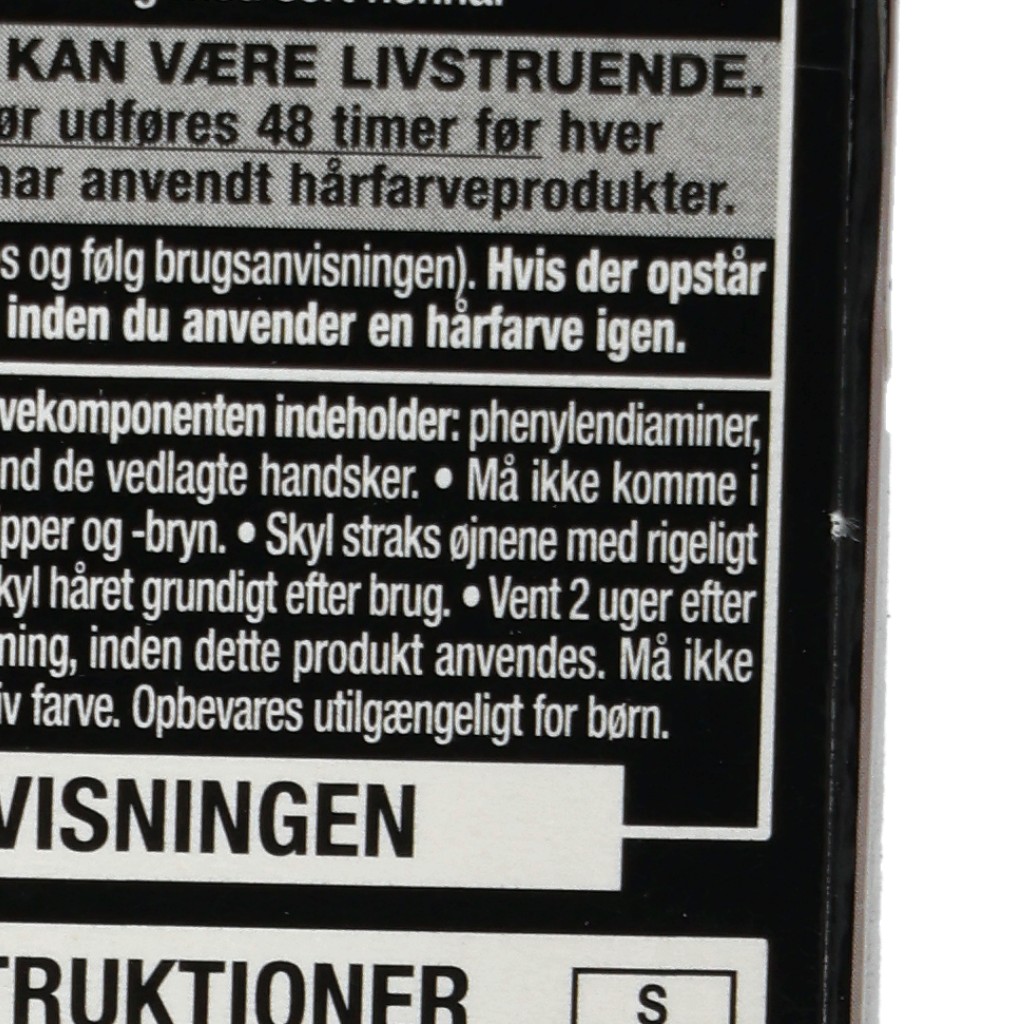 KAN VÆRE LIVSTRUENDE.
ør udføres 48 timer før hver
har anvendt hårfarveprodukter.
s og følg brugsanvisningen). Hvis der opstår
inden du anvender en hårfarve igen.
vekomponenten indeholder: phenylendiaminer,
nd de vedlagte handsker. • Må ikke komme i
pper og -bryn. • Skyl straks øjnene med rigeligt
kyl håret grundigt efter brug. • Vent 2 uger efter
ning, inden dette produkt anvendes. Må ikke
iv farve. Opbevares utilgængeligt for børn.
VISNINGEN
TRUKTIONER
S